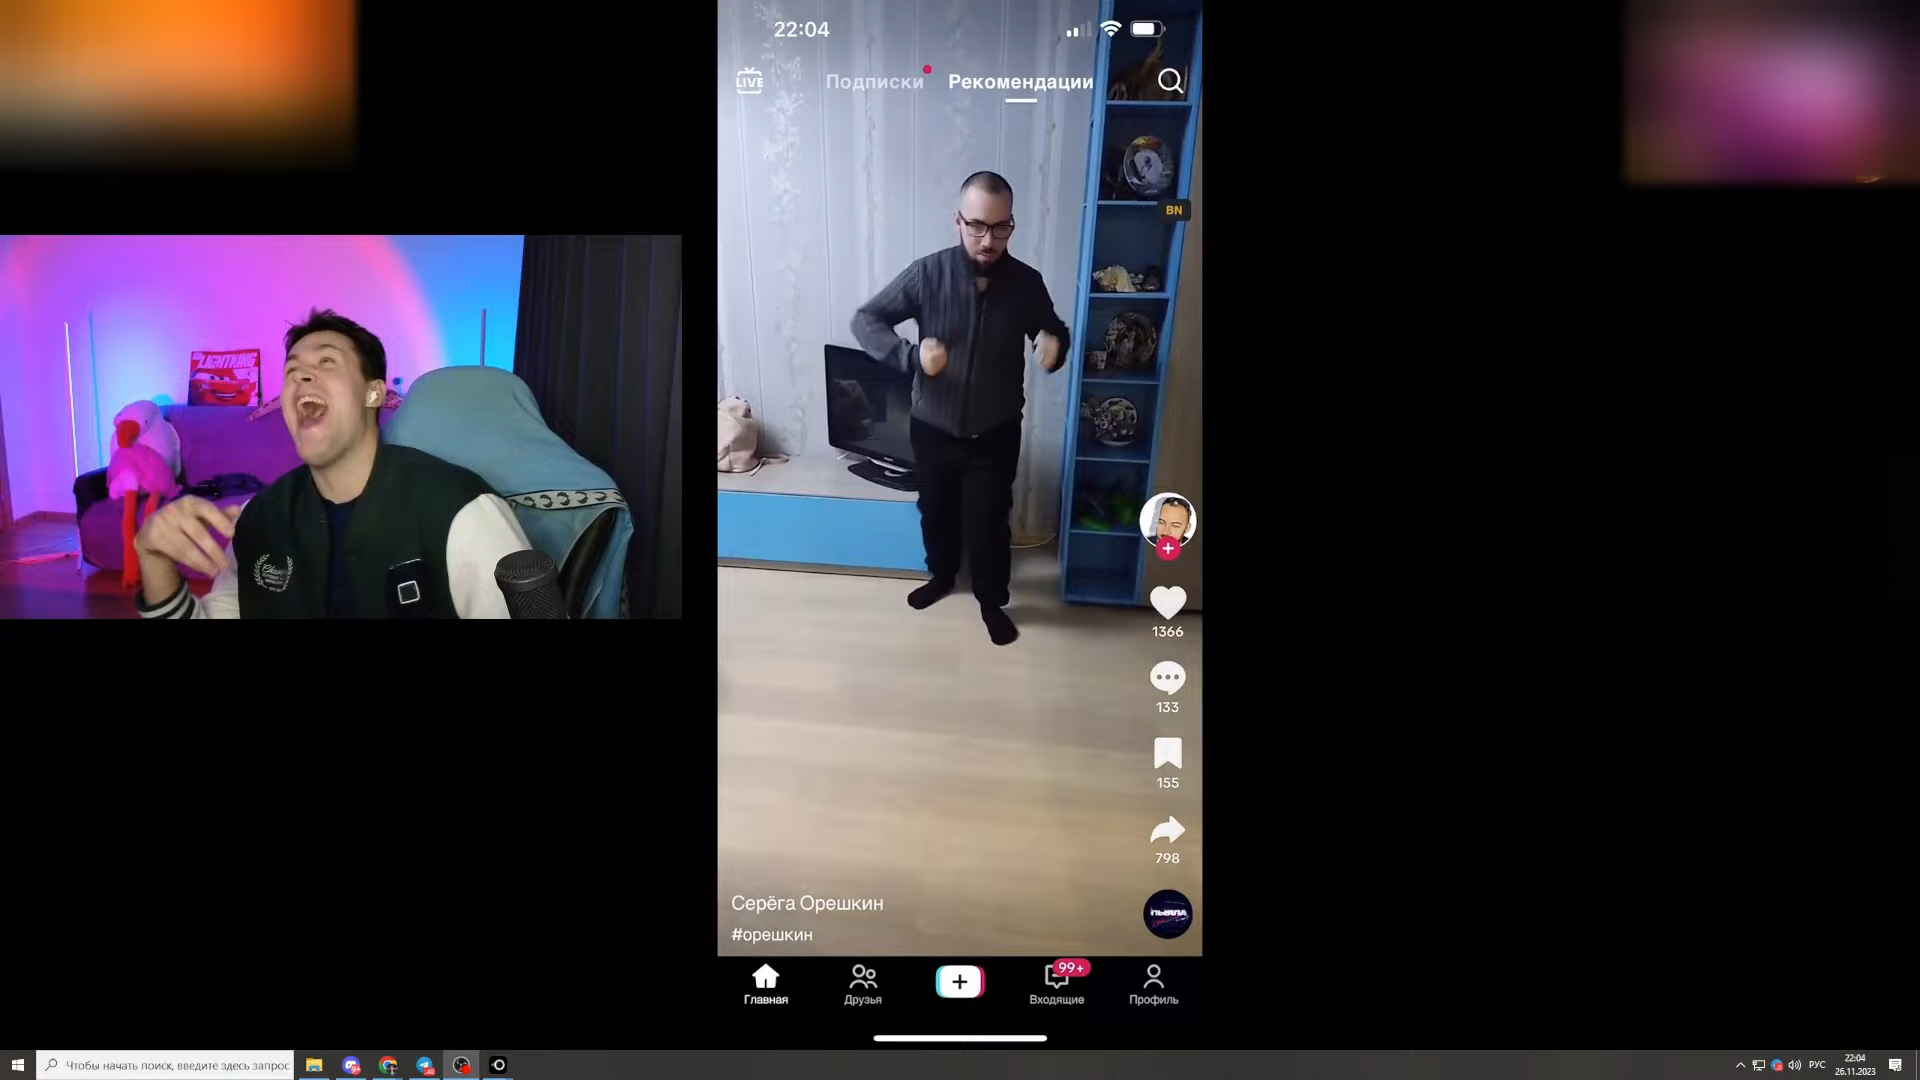 22:04
LIVE
Подписки
Рекомендации
BN
LIGHTNING
1366
133
155
798
Серёга Орешкин
#орешкин
Главная
Друзья
99+
Входящие
Профиль
Чтобы начать поиск, введите здесь запрос
РУС
22:04
26.11.2023